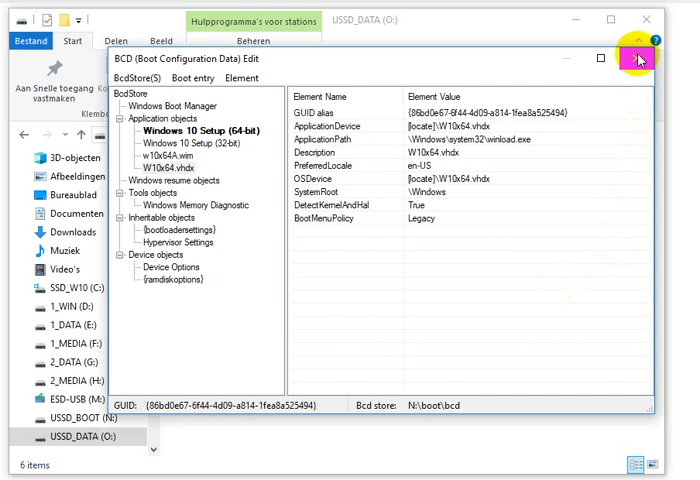 Hulpprogramma's voor stations
USSD_DATA (O:)
Bestand
Start
Delen
Beeld
Beheren
Aan Snelle toegang
vastmaken
Klembo
BCD (Boot Configuration Data) Edit
BcdStore(S)
Boot entry
Element
BcdStore
Windows Boot Manager
Application objects
Windows 10 Setup (64-bit)
Windows 10 Setup (32-bit)
w10x64A.wim
W10x64.vhdx
Windows resume objects
Tools objects
Windows Memory Diagnostic
Inheritable objects
{bootloadersettings}
Hypervisor Settings
Device objects
Device Options
{ramdiskoptions}
Element Name Element Value
GUID alias {86bd0e67-6f44-4d09-a814-1fea8a525494}
ApplicationDevice [locate]\W10x64.vhdx
ApplicationPath \Windows\system32\winload.exe
Description W10x64.vhdx
PreferredLocale en-US
OSDevice [locate]\W10x64.vhdx
SystemRoot \Windows
DetectKernelAndHal True
BootMenuPolicy Legacy
GUID: {86bd0e67-6f44-4d09-a814-1fea8a525494}
Bcd store: N:\boot\bcd
3D-objecten
Afbeeldingen
Bureaublad
Documenten
Downloads
Muziek
Video's
SSD_W10 (C:)
1_WIN (D:)
1_DATA (E:)
1_MEDIA (F:)
2_DATA (G:)
2_MEDIA (H:)
ESD-USB (M:)
USSD_BOOT (N:)
USSD_DATA (O:)
6 items